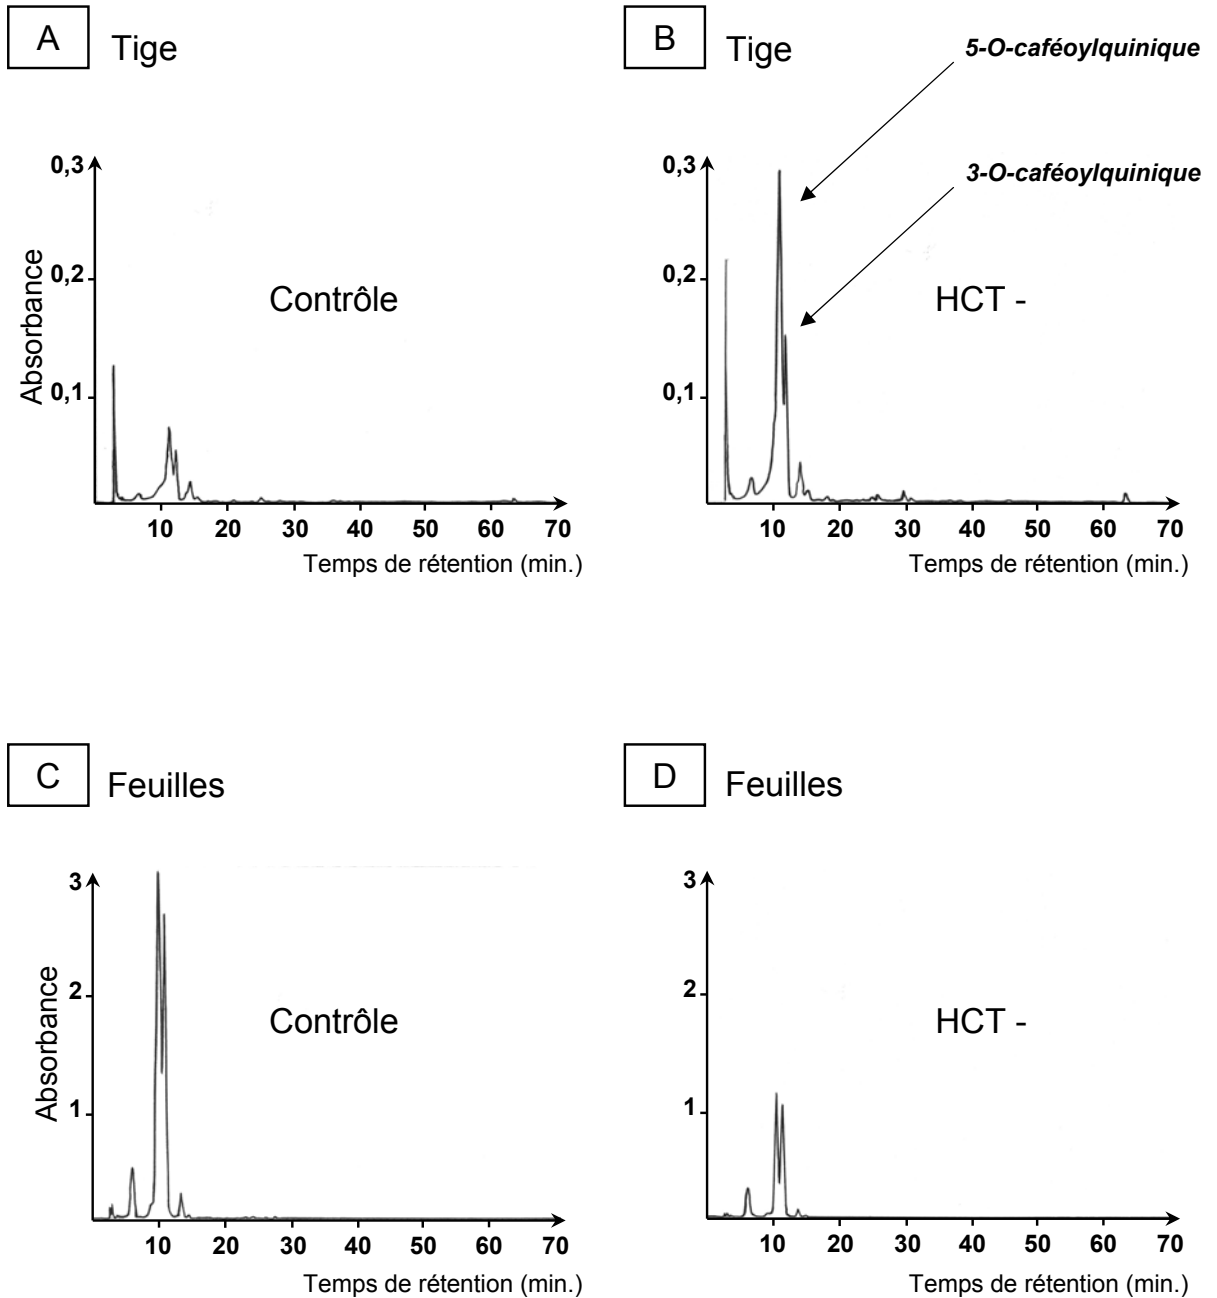 A Tige
0,3
0,2
0,1
Absorbance
Contrôle
10 20 30 40 50 60 70
Temps de rétention (min.)
B Tige
5-O-caféoylquinique
3-O-caféoylquinique
0,3
0,2
0,1
HCT -
10 20 30 40 50 60 70
Temps de rétention (min.)
C Feuilles
3
2
1
Absorbance
Contrôle
10 20 30 40 50 60 70
Temps de rétention (min.)
D Feuilles
3
2
1
HCT -
10 20 30 40 50 60 70
Temps de rétention (min.)